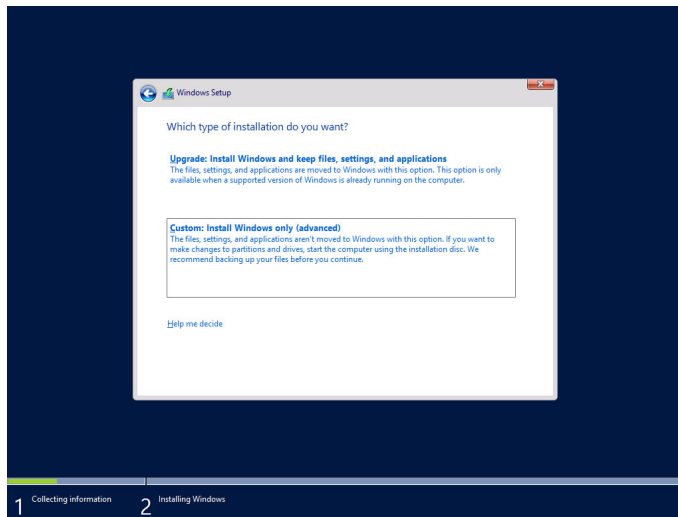 Windows Setup
Which type of installation do you want?
Upgrade: Install Windows and keep files, settings, and applications
The files, settings, and applications are moved to Windows with this option. This option is only
available when a supported version of Windows is already running on the computer.
Custom: Install Windows only (advanced)
The files, settings, and applications aren't moved to Windows with this option. If you want to
make changes to partitions and drives, start the computer using the installation disc. We
recommend backing up your files before you continue.
Help me decide
1 Collecting information
2 Installing Windows